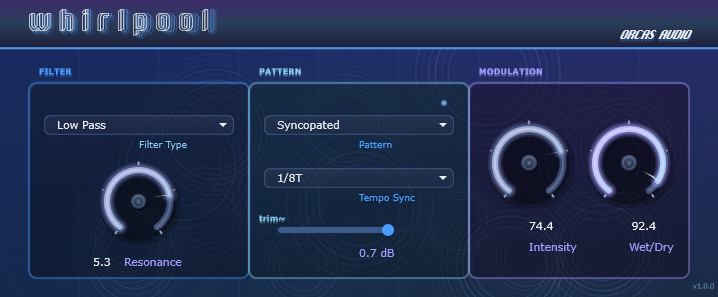 whirlpool
ORCAS AUDIO
FILTER
Low Pass
Filter Type
5.3 Resonance
PATTERN
Syncopated
Pattern
1/8T
Tempo Sync
trim~
0.7 dB
MODULATION
74.4
Intensity
92.4
Wet/Dry
v1.0.0